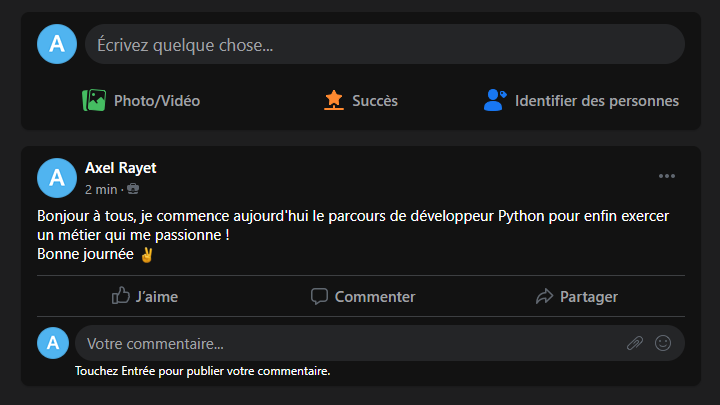 A
Écrivez quelque chose...
Photo/Vidéo
Succès
Identifier des personnes
A
Axel Rayet
2 min ·
Bonjour à tous, je commence aujourd'hui le parcours de développeur Python pour enfin exercer
un métier qui me passionne !
Bonne journée ✌️
J'aime
Commenter
Partager
A
Votre commentaire...
Touchez Entrée pour publier votre commentaire.